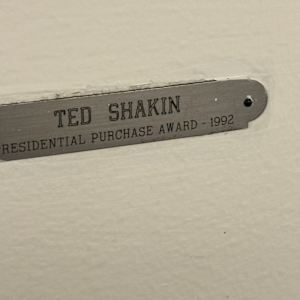 TED SHAKIN
RESIDENTIAL PURCHASE AWARD - 1992